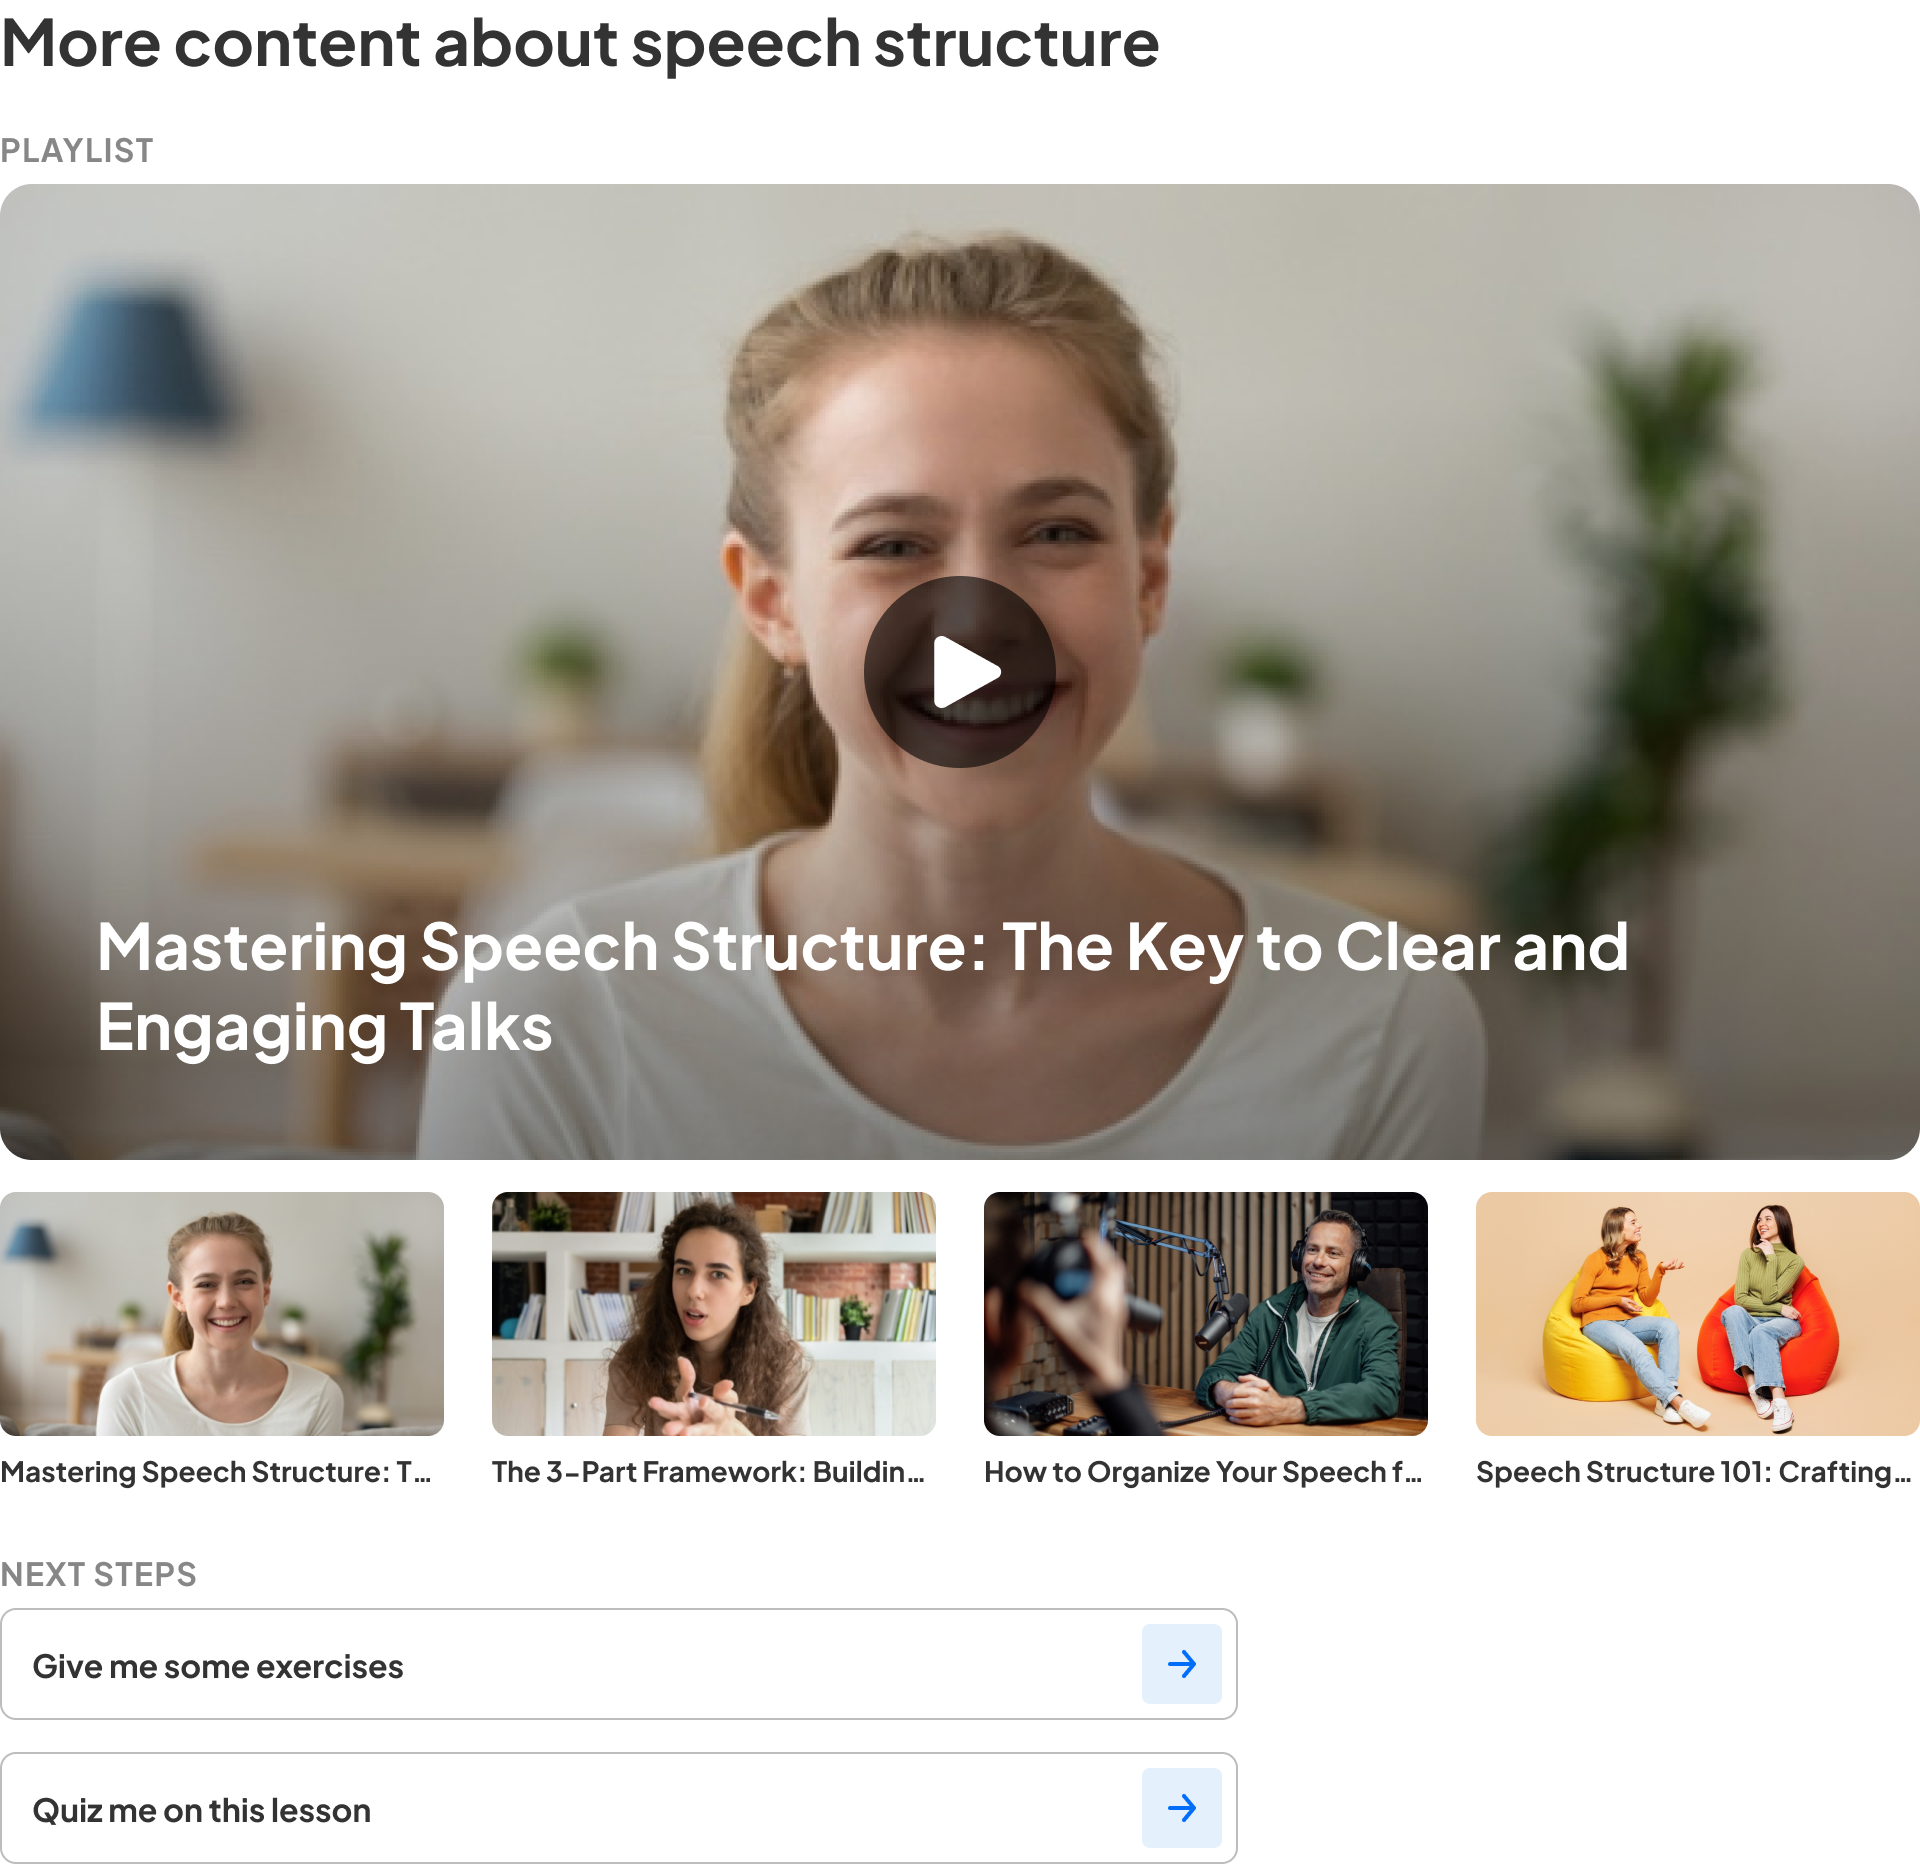 More content about speech structure
PLAYLIST
Mastering Speech Structure: The Key to Clear and
Engaging Talks
Mastering Speech Structure: T...
The 3-Part Framework: Buildin...
How to Organize Your Speech f...
Speech Structure 101: Crafting...
NEXT STEPS
Give me some exercises
Quiz me on this lesson